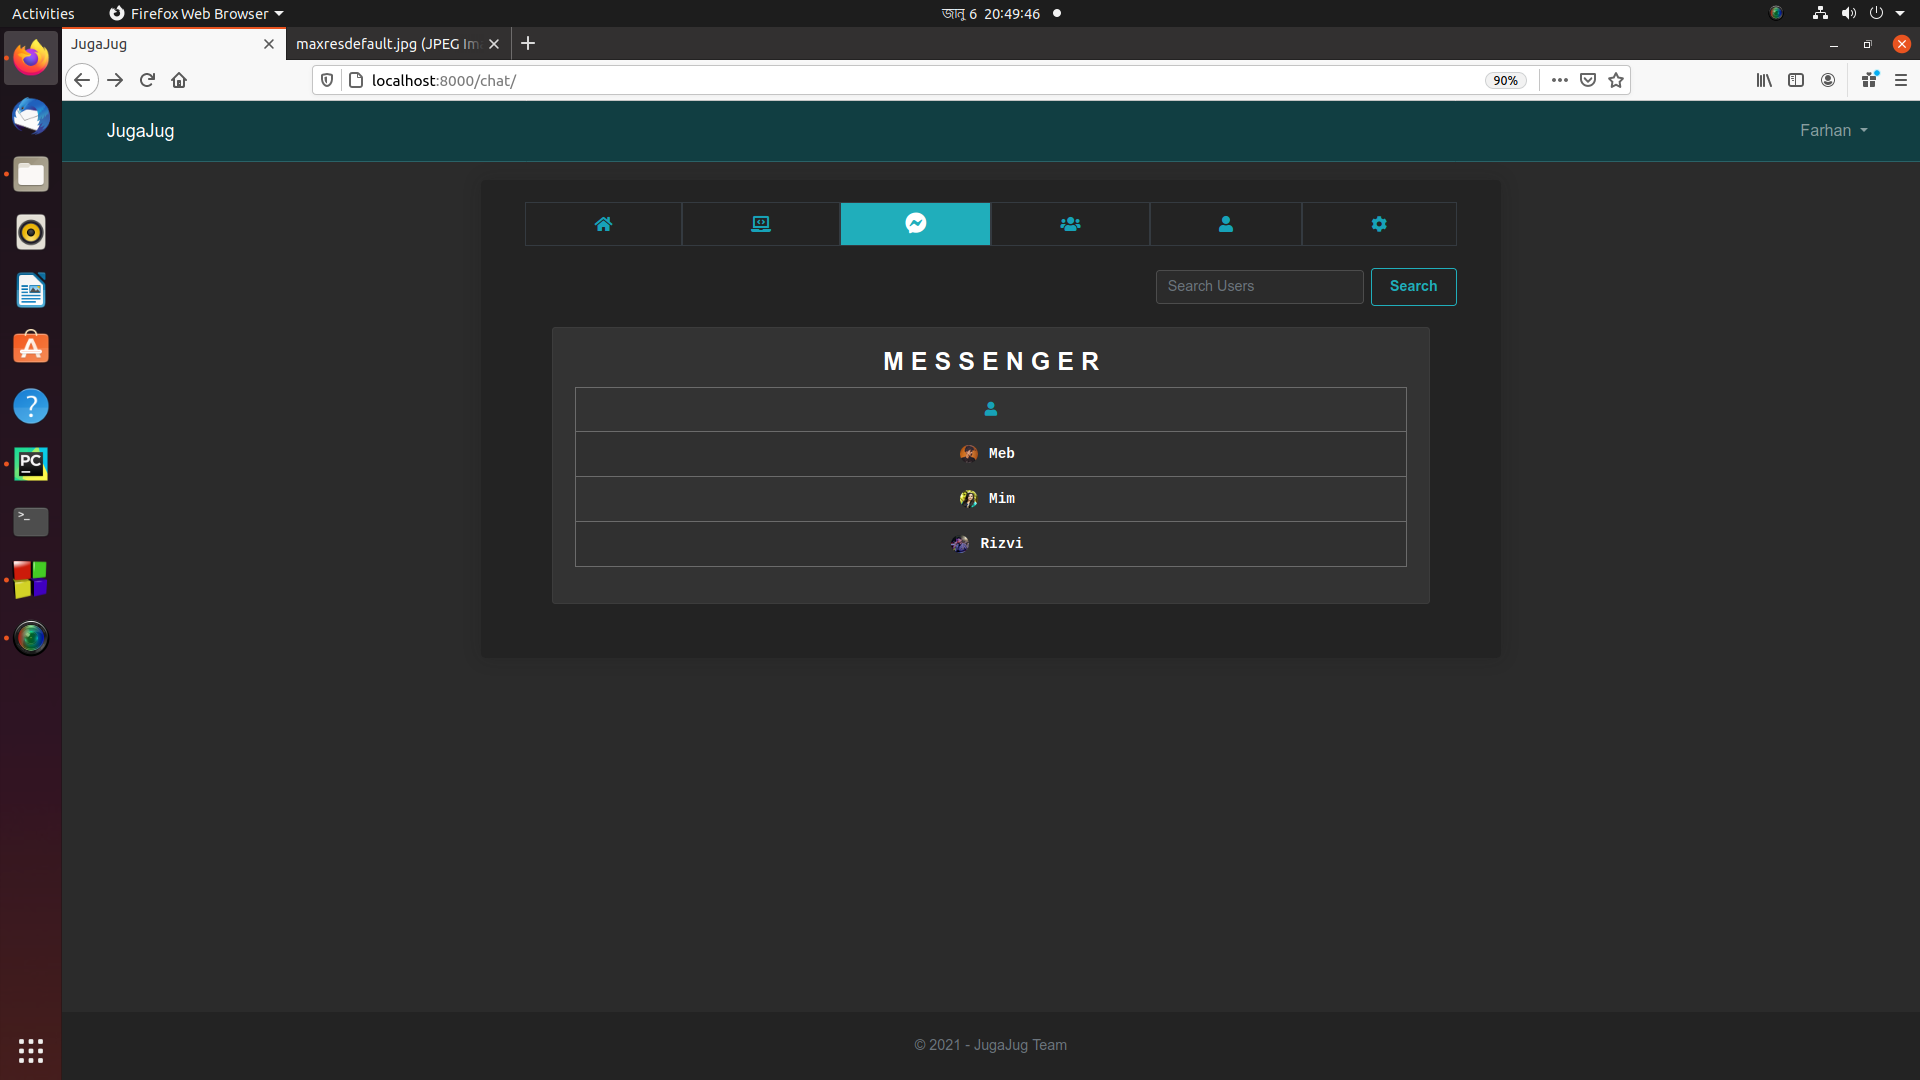 Activities
Firefox Web Browser
জানু 6 20:49:46
JugaJug
maxresdefault.jpg (JPEG Im
localhost:8000/chat/
90%
JugaJug
Farhan
Search Users
Search
MESSENGER
Meb
Mim
Rizvi
© 2021 - JugaJug Team
PC